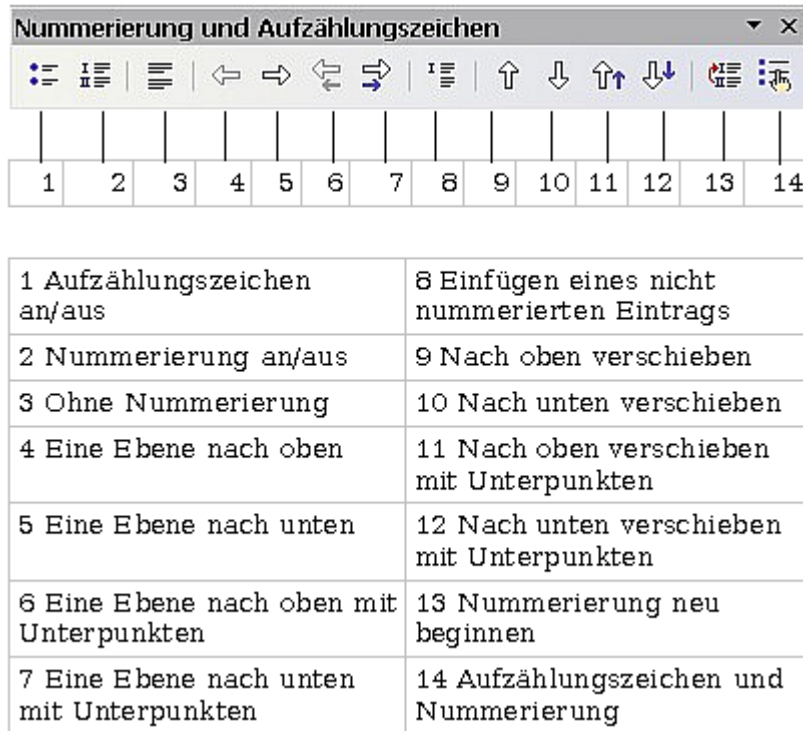 Nummerierung und Aufzählungszeichen
1 2 3 4 5 6 7 8 9 10 11 12 13 14
1 Aufzählungszeichen
an/aus
8 Einfügen eines nicht
nummerierten Eintrags
2 Nummerierung an/aus
9 Nach oben verschieben
3 Ohne Nummerierung
10 Nach unten verschieben
4 Eine Ebene nach oben
11 Nach oben verschieben
mit Unterpunkten
5 Eine Ebene nach unten
12 Nach unten verschieben
mit Unterpunkten
6 Eine Ebene nach oben mit
Unterpunkten
13 Nummerierung neu
beginnen
7 Eine Ebene nach unten
mit Unterpunkten
14 Aufzählungszeichen und
Nummerierung